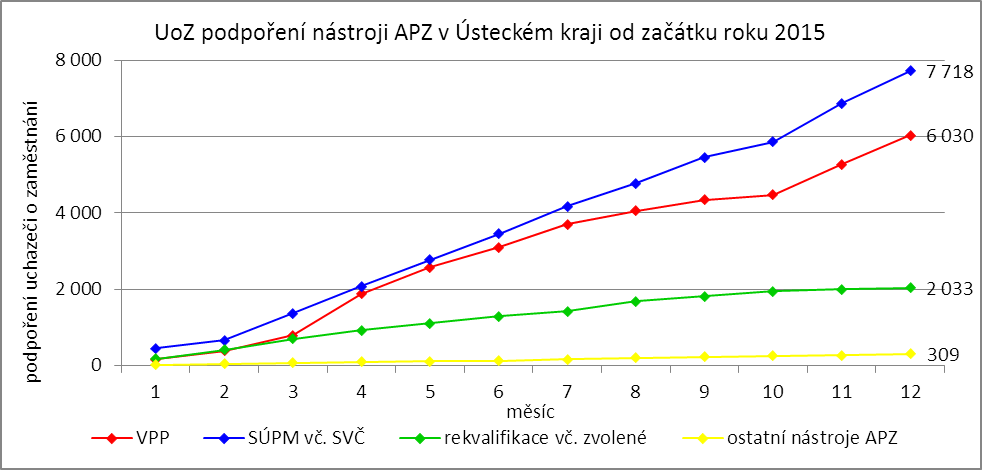 UoZ podpoření nástroji APZ v Ústeckém kraji od začátku roku 2015
podpoření uchazeči o zaměstnání
8 000
6 000
4 000
2 000
0
7 718
6 030
2 033
309
1 2 3 4 5 6 7 8 9 10 11 12
měsíc
VPP SÚPM vč. SVČ rekvalifikace vč. zvolené ostatní nástroje APZ